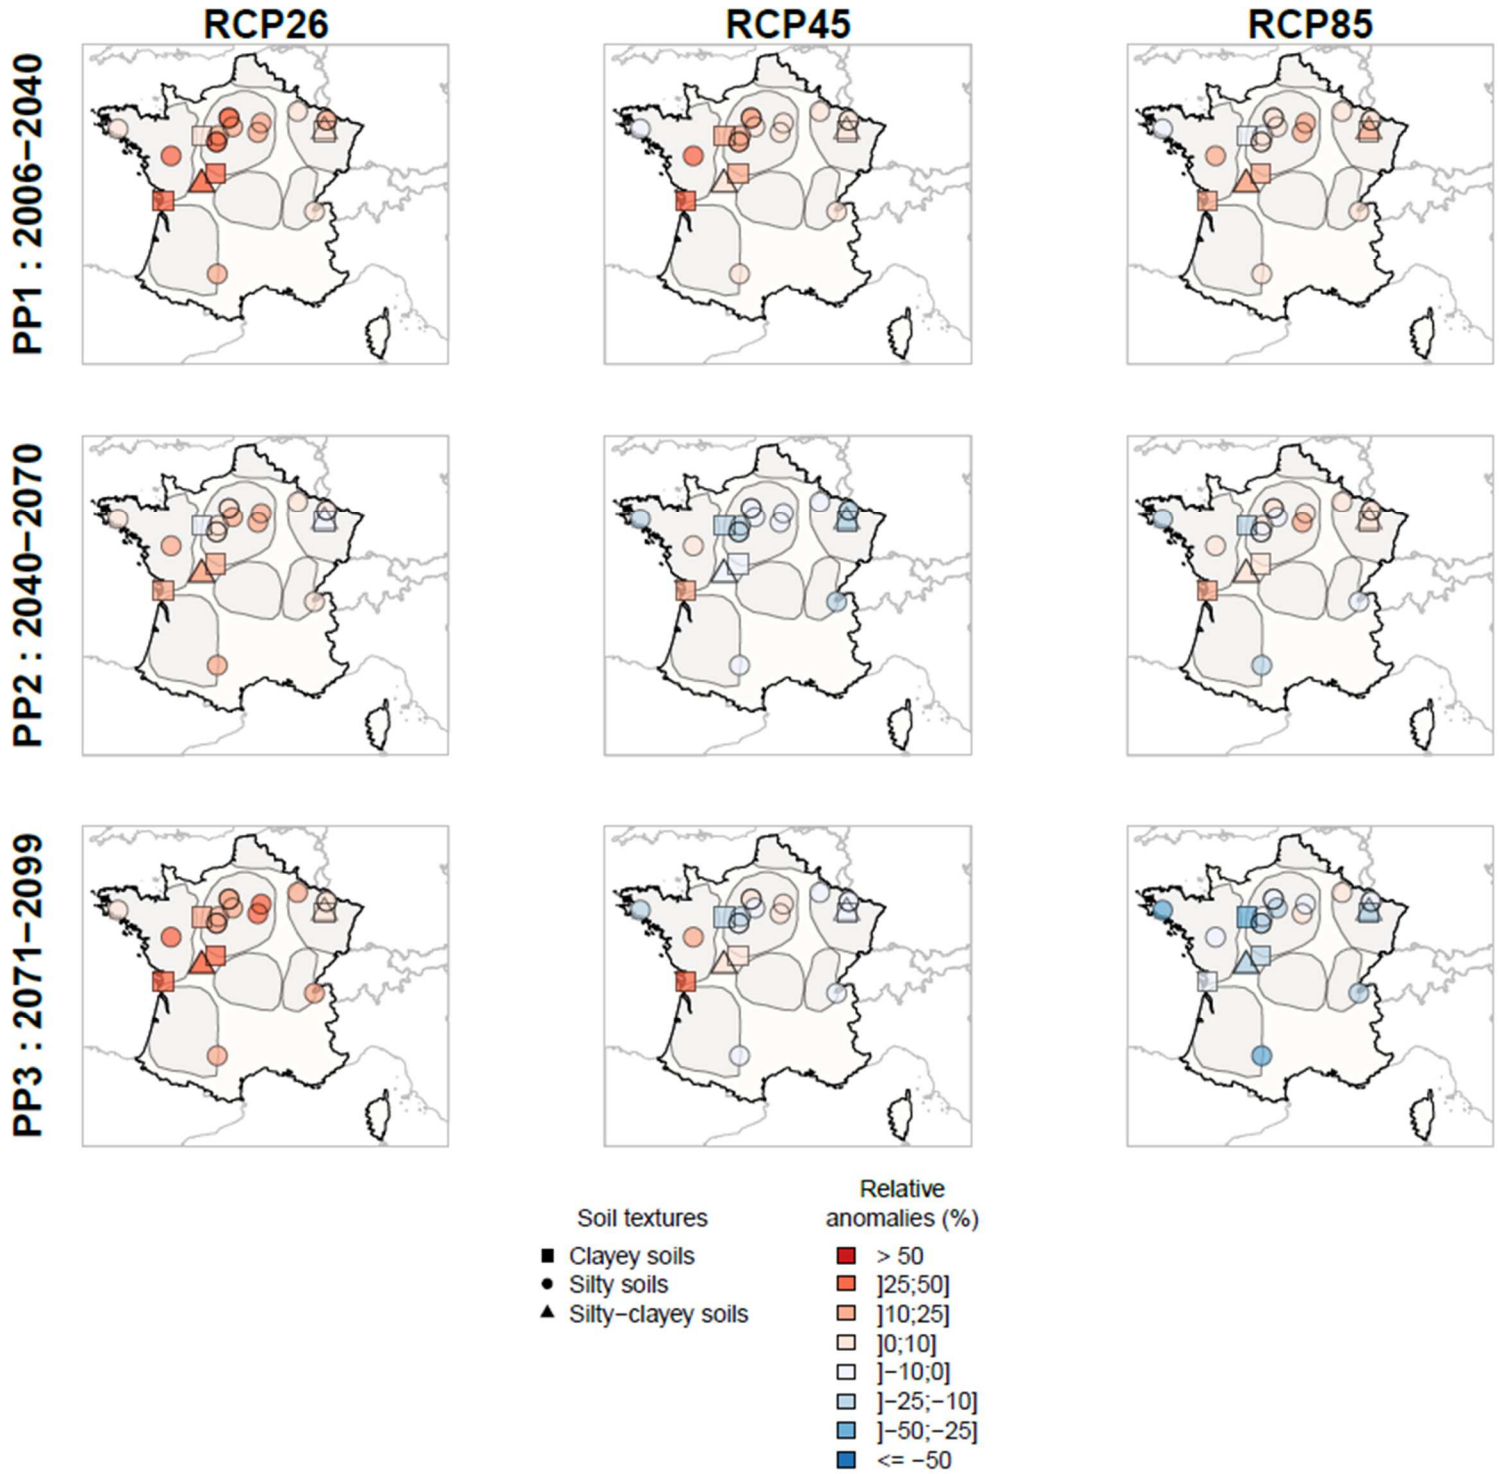 RCP26
RCP45
RCP85
PP1 : 2006−2040
PP2 : 2040−2070
PP3 : 2071−2099
Soil textures
Clayey soils
Silty soils
Silty−clayey soils
Relative
anomalies (%)
> 50
]25;50]
]10;25]
]0;10]
]−10;0]
]−25;−10]
]−50;−25]
<= −50